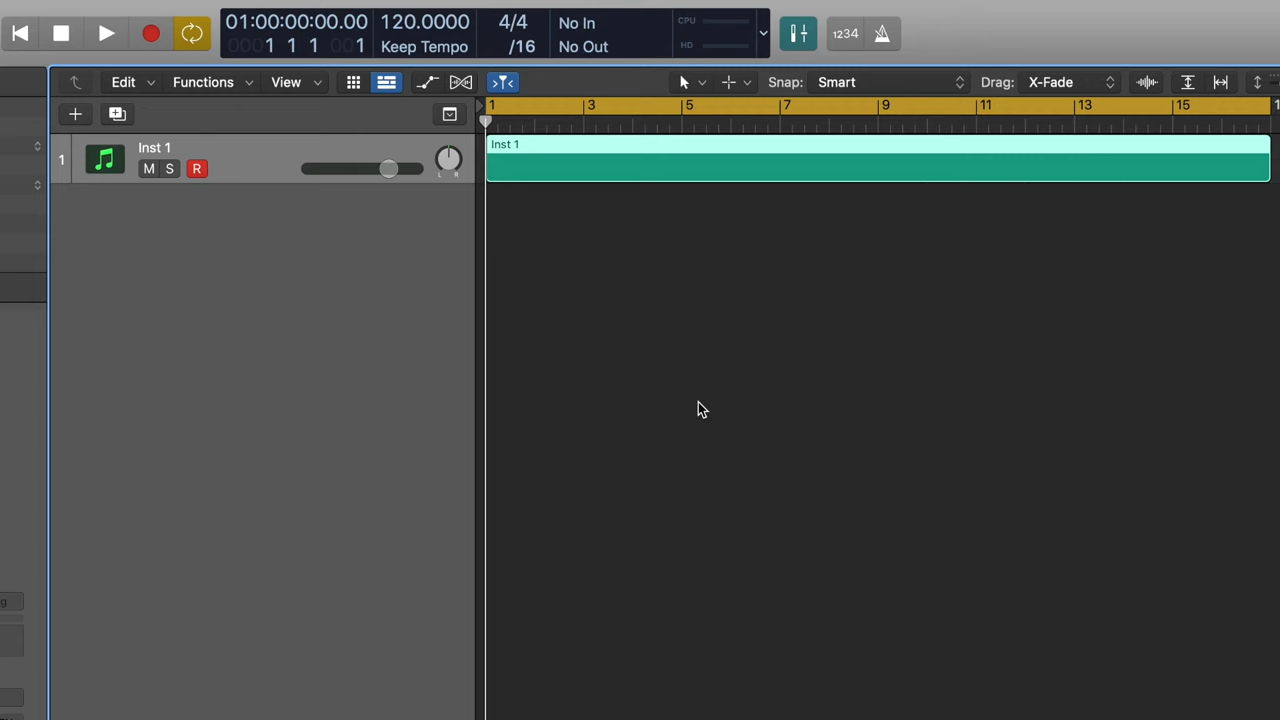 01:00:00:00.00 120.0000 4/4 No In CPU
0001 1 1 001 Keep Tempo /16 No Out HD
1234
Edit Functions View Snap: Smart Drag: X-Fade
1 3 5 7 9 11 13 15
1 Inst 1
M S R
L R
Inst 1